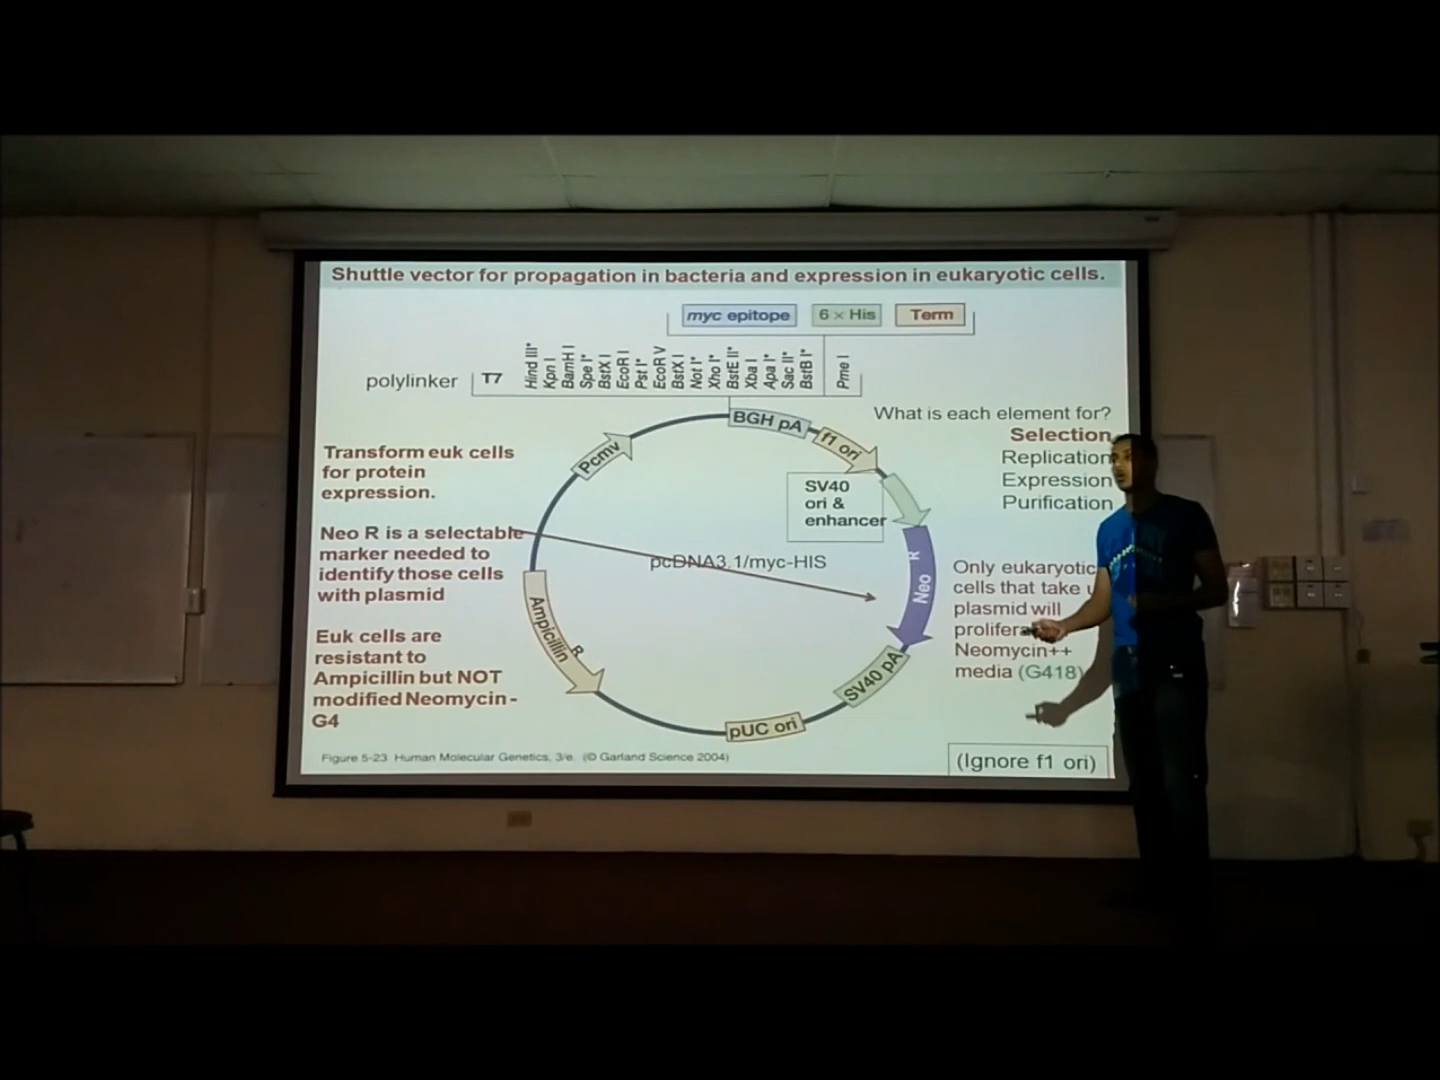 Shuttle vector for propagation in bacteria and expression in eukaryotic cells.
myc epitope
6 × His
Term
polylinker
T7
Hind III*
Kpn I
BamH I
Spe I*
BstX I
EcoR I
Pst I*
EcoR V
BstX I
Not I*
Xho I*
BstE II*
Xba I
Apa I*
Sac II*
BstB I*
Pme I
What is each element for?
Selection
Replication
Expression
Purification
Transform euk cells
for protein
expression.
Neo R is a selectable
marker needed to
identify those cells
with plasmid
Euk cells are
resistant to
Ampicillin but NOT
modified Neomycin-
G4
Pcmv
BGH pA
f1 ori
SV40
ori &
enhancer
pcDNA3.1/myc-HIS
Neo R
Ampicillin R
SV40 pA
pUC ori
Only eukaryotic
cells that take
plasmid will
Neomycin++
media (G418)
(Ignore f1 ori)
Figure 5-23 Human Molecular Genetics, 3/e. (© Garland Science 2004)